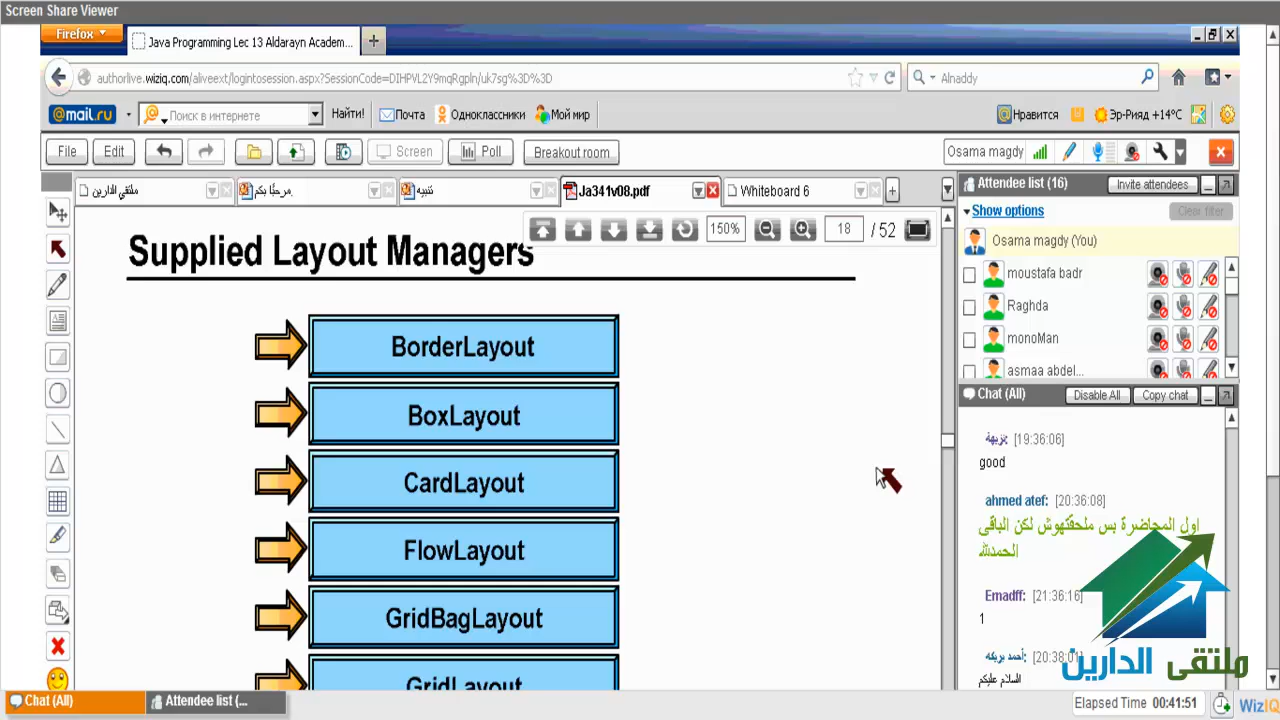 Screen Share Viewer
Firefox
Java Programming Lec 13 Aldarayn Academ...
authorlive.wiziq.com/aliveext/logintosession.aspx?SessionCode=DIHPVL2Y9mqRgpln/uk7sg%3D%3D
Alnaddy
@mail.ru
Поиск в интернете
Найти!
Почта
Одноклассники
Мой мир
Нравится
Эр-Рияд +14°C
File
Edit
Screen
Poll
Breakout room
Osama magdy
ملتقي الدارين
مرحبًا بكم.
تنبيه
Ja341v08.pdf
Whiteboard 6
150%
18 / 52
Supplied Layout Managers
BorderLayout
BoxLayout
CardLayout
FlowLayout
GridBagLayout
GridLayout
Attendee list (16)
Invite attendees
Show options
Clear filter
Osama magdy (You)
moustafa badr
Raghda
monoMan
asmaa abdel...
Chat (All)
Disable All
Copy chat
نزيهة: [19:36:06]
good
ahmed atef: [20:36:08]
اول المحاضرة بس ملحقتهوش لكن الباقى
الحمدلله
Emadff: [21:36:16]
1
أحمد بريكه: [20:38:01]
السلام عليكم
ملتقى الدارين
Chat (All)
Attendee list (...
Elapsed Time 00:41:51
WizIQ